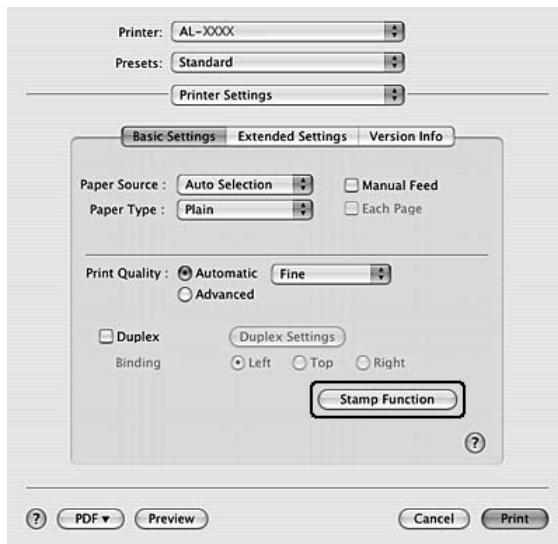 Printer: AL-XXXX
Presets: Standard
Printer Settings
Basic Settings Extended Settings Version Info
Paper Source : Auto Selection Manual Feed
Paper Type : Plain Each Page
Print Quality : Automatic Fine
Advanced
Duplex Duplex Settings
Binding Left Top Right
Stamp Function
?
? PDF▼ Preview Cancel Print